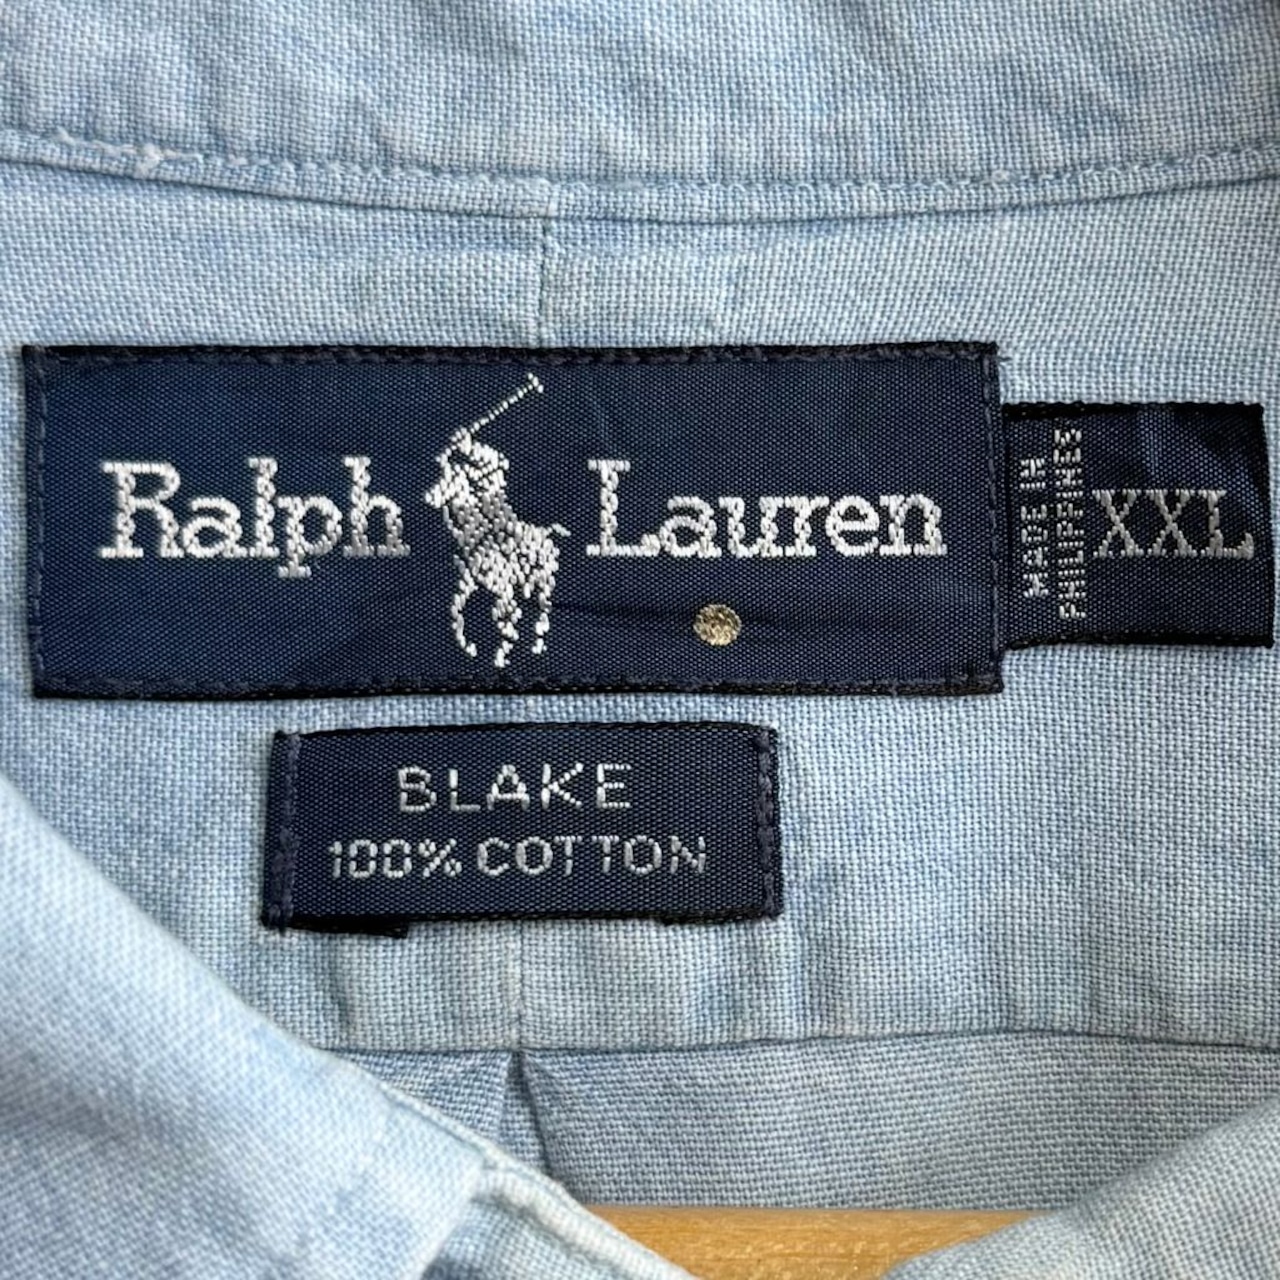 Ralph Lauren
MADE IN
PHILIPPINES
XXL
BLAKE
100% COTTON